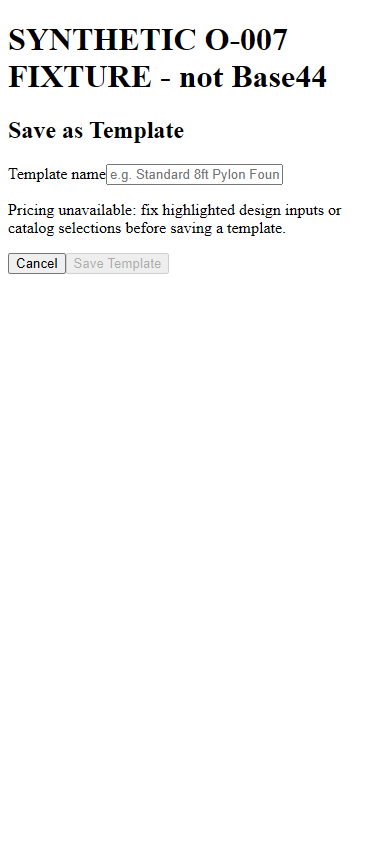 SYNTHETIC O-007
FIXTURE - not Base44
Save as Template
Template name e.g. Standard 8ft Pylon Foun
Pricing unavailable: fix highlighted design inputs or
catalog selections before saving a template.
Cancel Save Template